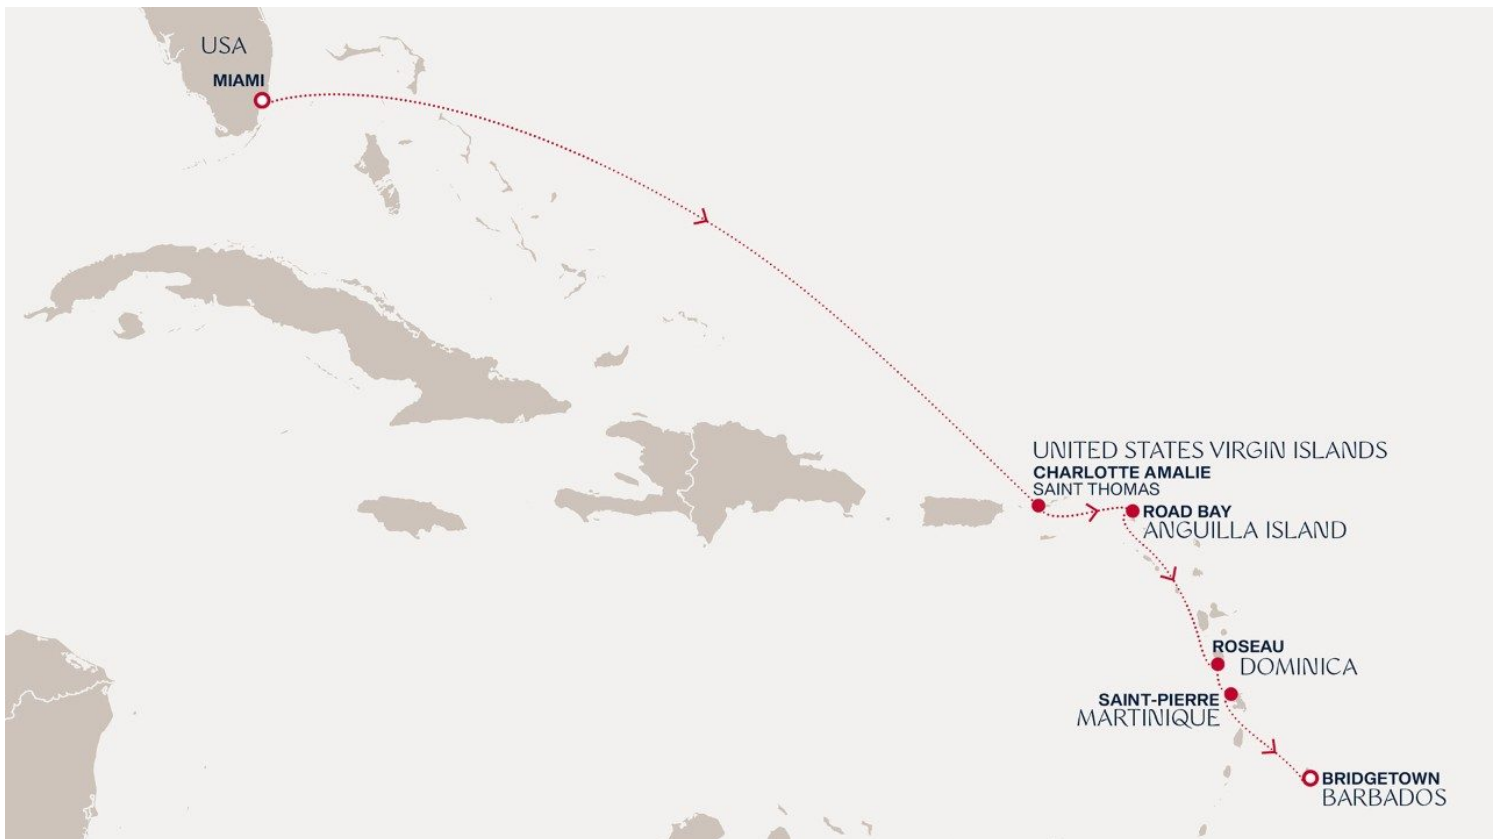 USA
MIAMI
UNITED STATES VIRGIN ISLANDS
CHARLOTTE AMALIE
SAINT THOMAS
ROAD BAY
ANGUILLA ISLAND
ROSEAU
DOMINICA
SAINT-PIERRE
MARTINIQUE
BRIDGETOWN
BARBADOS